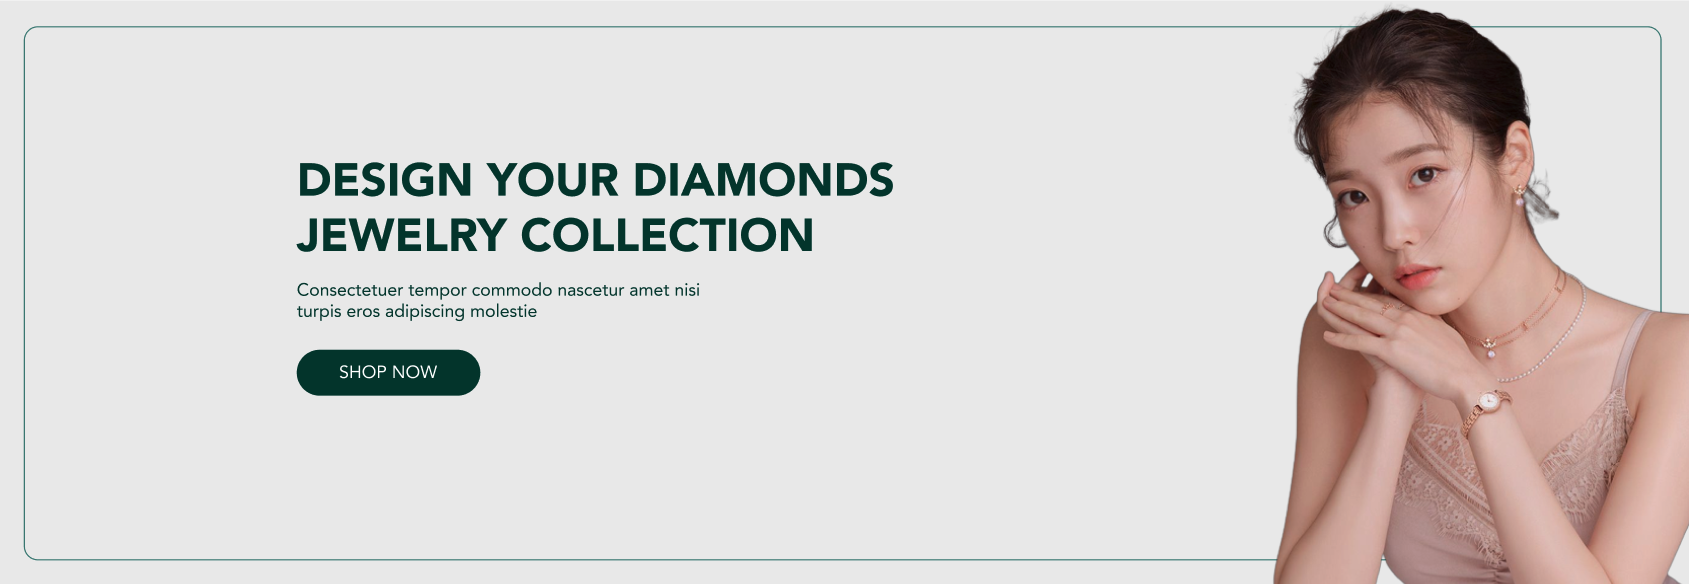 DESIGN YOUR DIAMONDS
JEWELRY COLLECTION
Consectetuer tempor commodo nascetur amet nisi
turpis eros adipiscing molestie
SHOP NOW